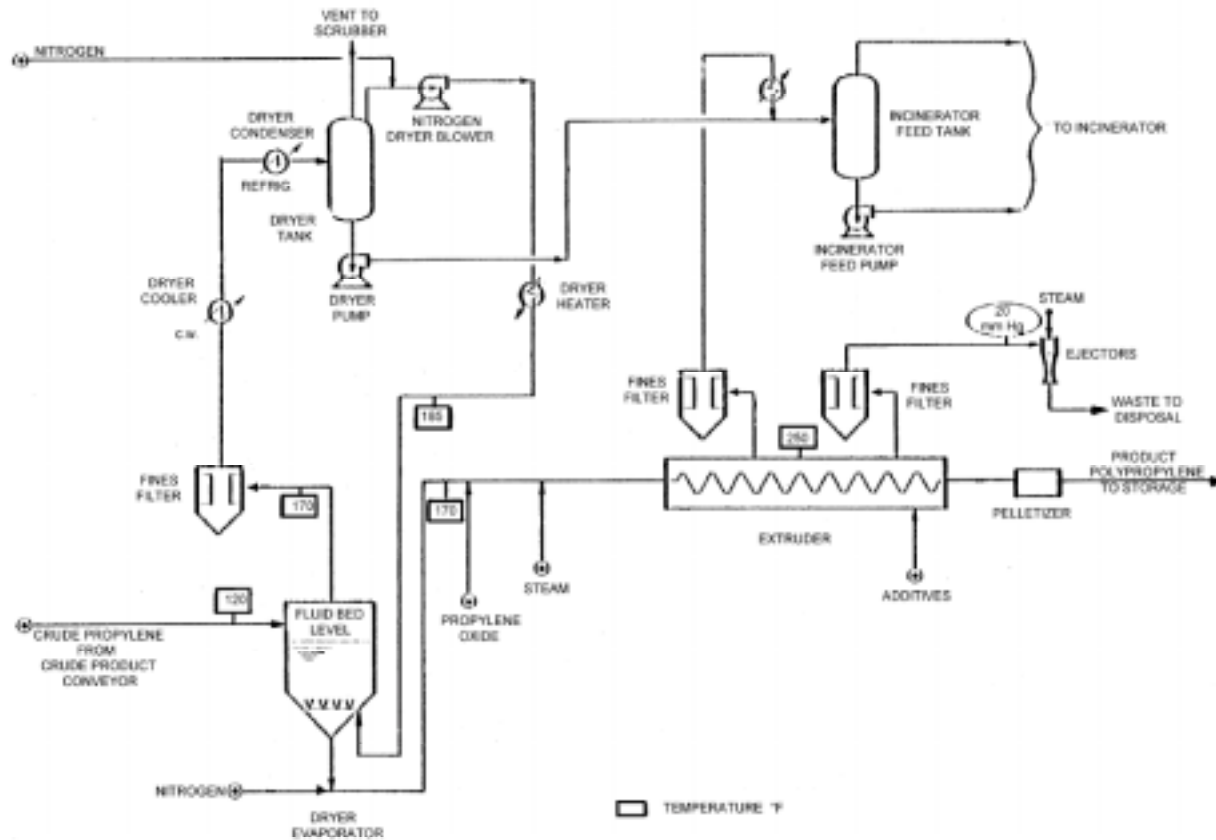 VENT TO
SCRUBBER
NITROGEN
DRYER
CONDENSER
REFRIG.
NITROGEN
DRYER BLOWER
INCINERATOR
FEED TANK
TO INCINERATOR
DRYER
TANK
DRYER
PUMP
INCINERATOR
FEED PUMP
DRYER
COOLER
C.W.
DRYER
HEATER
20
mm Hg
STEAM
EJECTORS
FINES
FILTER
FINES
FILTER
WASTE TO
DISPOSAL
185
250
PRODUCT
POLYPROPYLENE
TO STORAGE
FINES
FILTER
170
170
PELLETIZER
EXTRUDER
STEAM
ADDITIVES
120
FLUID BED
LEVEL
PROPYLENE
OXIDE
CRUDE PROPYLENE
FROM
CRUDE PRODUCT
CONVEYOR
NITROGEN
DRYER
EVAPORATOR
TEMPERATURE °F